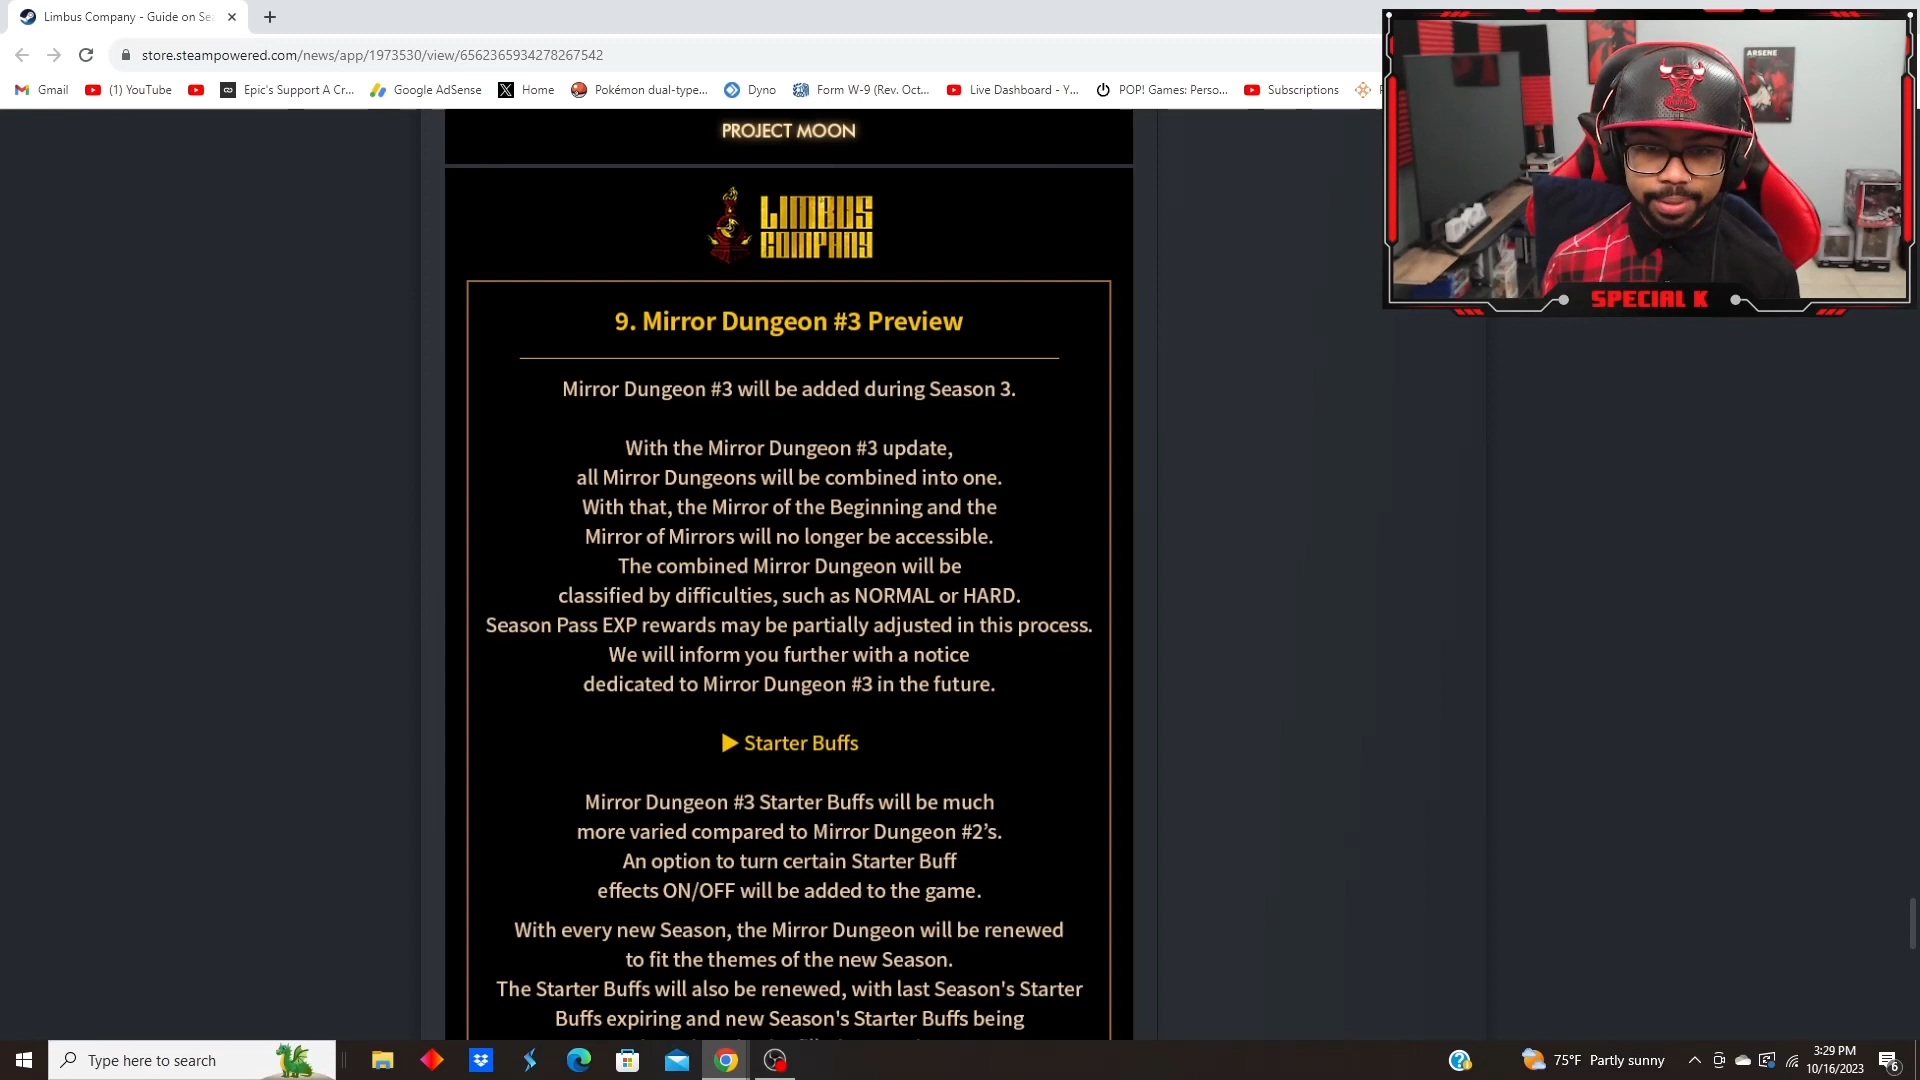 Limbus Company - Guide on Sea
store.steampowered.com/news/app/1973530/view/6562365934278267542
Gmail
(1) YouTube
Epic's Support A Cr...
Google AdSense
Home
Pokémon dual-type...
Dyno
Form W-9 (Rev. Oct...
Live Dashboard - Y...
POP! Games: Perso...
Subscriptions
ARSENE
SPECIAL K
PROJECT MOON
LIMBUS
COMPANY
9. Mirror Dungeon #3 Preview
Mirror Dungeon #3 will be added during Season 3.
With the Mirror Dungeon #3 update,
all Mirror Dungeons will be combined into one.
With that, the Mirror of the Beginning and the
Mirror of Mirrors will no longer be accessible.
The combined Mirror Dungeon will be
classified by difficulties, such as NORMAL or HARD.
Season Pass EXP rewards may be partially adjusted in this process.
We will inform you further with a notice
dedicated to Mirror Dungeon #3 in the future.
▶ Starter Buffs
Mirror Dungeon #3 Starter Buffs will be much
more varied compared to Mirror Dungeon #2’s.
An option to turn certain Starter Buff
effects ON/OFF will be added to the game.
With every new Season, the Mirror Dungeon will be renewed
to fit the themes of the new Season.
The Starter Buffs will also be renewed, with last Season's Starter
Buffs expiring and new Season's Starter Buffs being
Type here to search
75°F Partly sunny
3:29 PM
10/16/2023
6